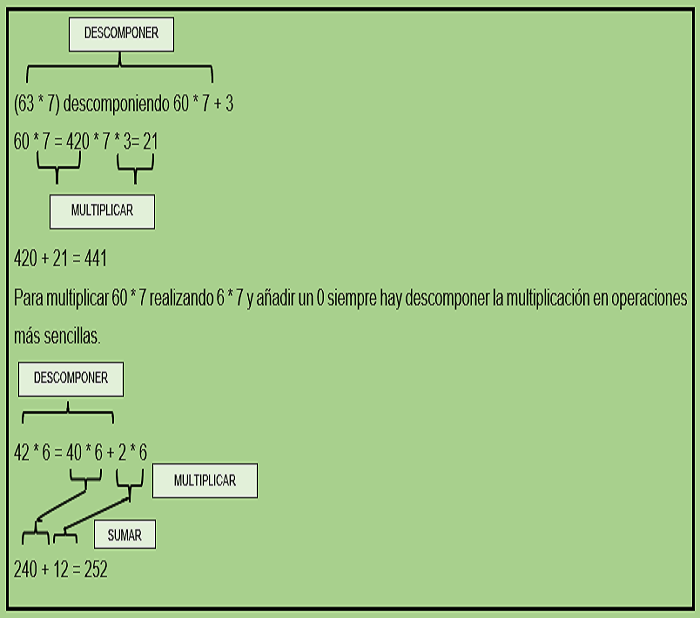 DESCOMPONER
(63 * 7) descomponiendo 60 * 7 + 3
60 * 7 = 420 * 7 * 3= 21
MULTIPLICAR
420 + 21 = 441
Para multiplicar 60 * 7 realizando 6 * 7 y añadir un 0 siempre hay descomponer la multiplicación en operaciones
más sencillas.
DESCOMPONER
42 * 6 = 40 * 6 + 2 * 6
MULTIPLICAR
SUMAR
240 + 12 = 252